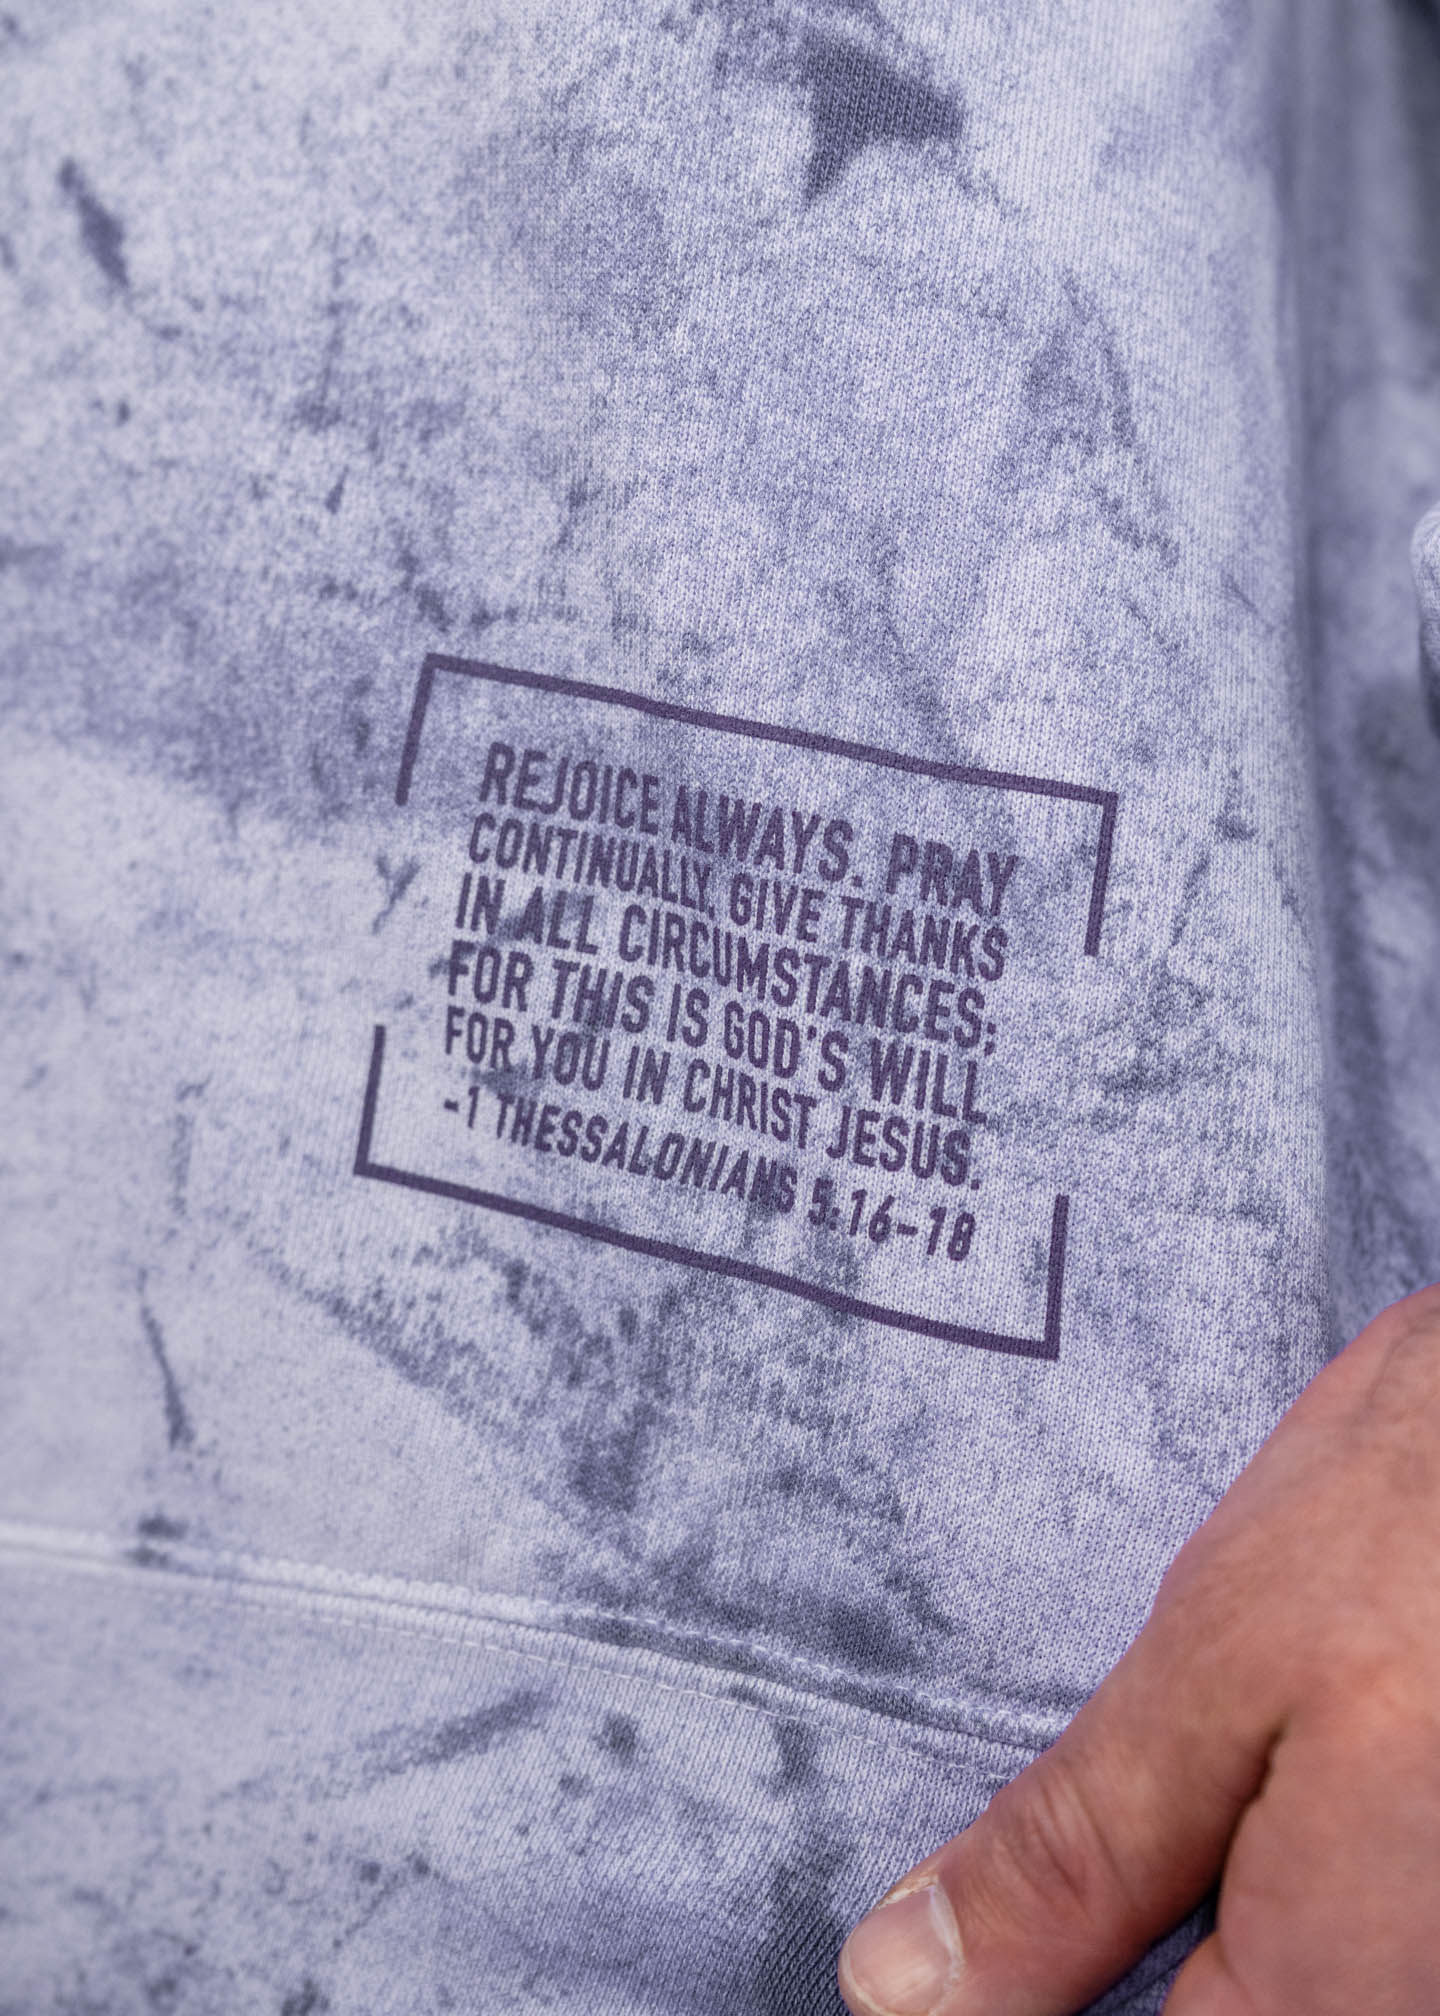 REJOICE ALWAYS. PRAY
CONTINUALLY, GIVE THANKS
IN ALL CIRCUMSTANCES;
FOR THIS IS GOD'S WILL
FOR YOU IN CHRIST JESUS.
-1 THESSALONIANS 5:16-18